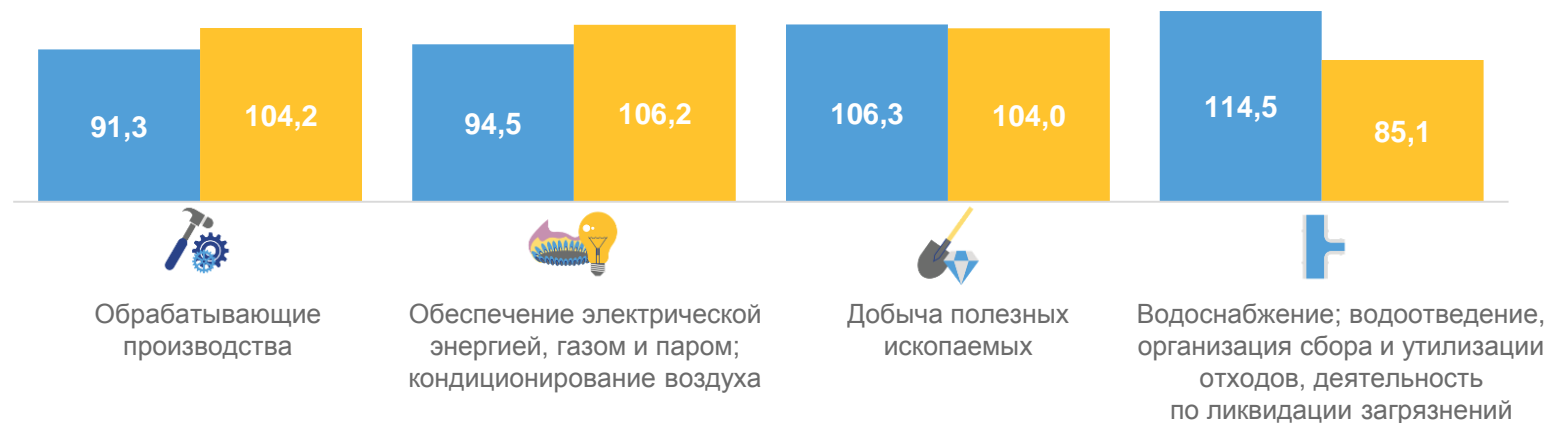 91,3
104,2
94,5
106,2
106,3
104,0
114,5
85,1
Обрабатывающие
производства
Обеспечение электрической
энергией, газом и паром;
кондиционирование воздуха
Добыча полезных
ископаемых
Водоснабжение; водоотведение,
организация сбора и утилизации
отходов, деятельность
по ликвидации загрязнений